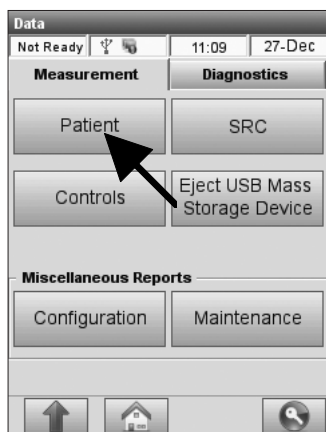 Data
Not Ready 11:09 27-Dec
Measurement Diagnostics
Patient SRC
Controls Eject USB Mass
Storage Device
Miscellaneous Reports
Configuration Maintenance